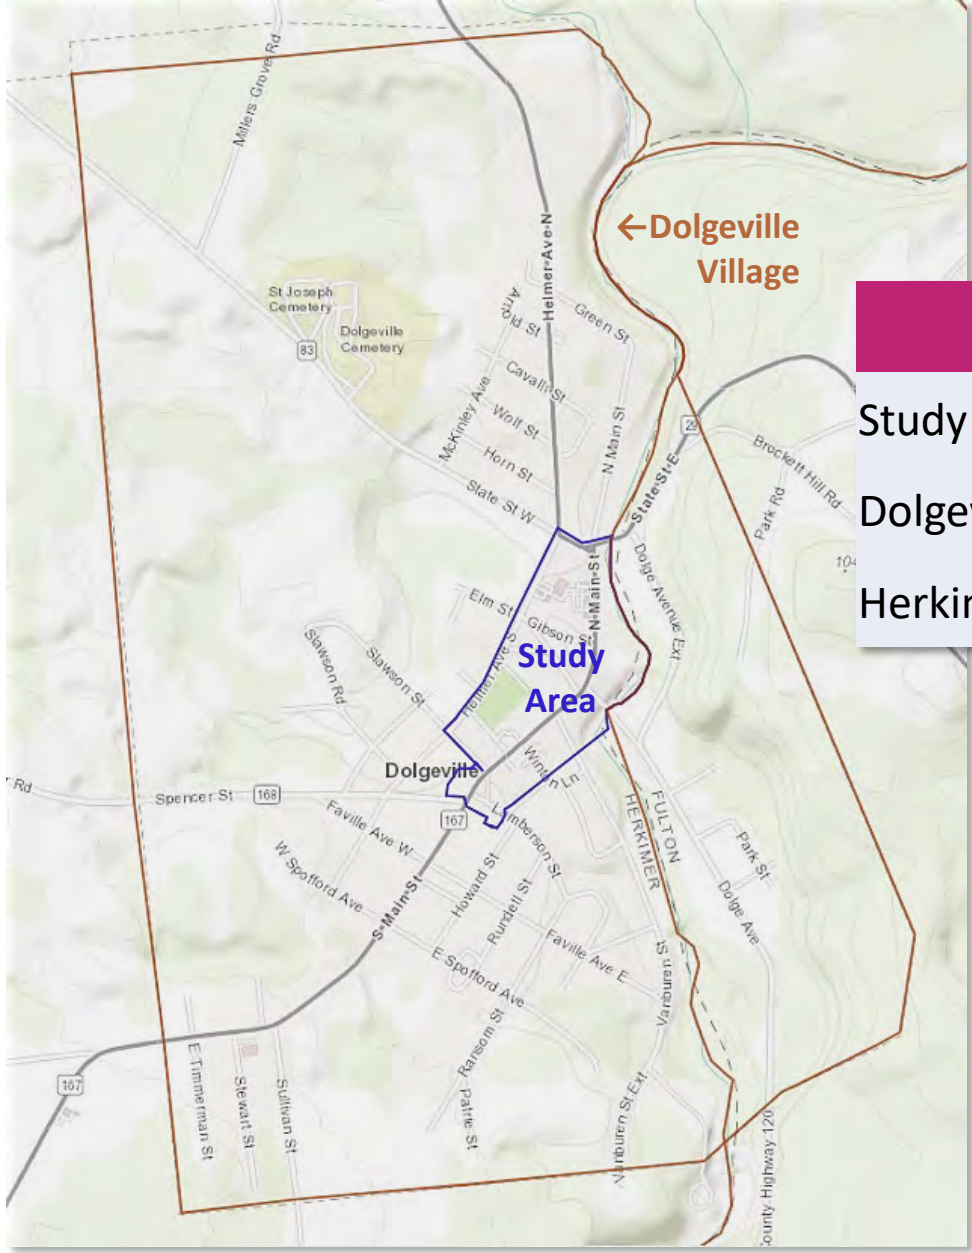 Millers Grove Rd
Helmer Ave N
←Dolgeville
Village
St Joseph
Cemetery
Dolgeville
Cemetery
83
Arnold St
Green St
Cavalli St
McKinley Ave
Wolf St
N Main St
Horn St
State St W
State St E
29
Brockett Hill Rd
Park Rd
Study
Elm St
Gibson St
N Main St
Dolge Avenue Ext
Slawson Rd
Slawson St
Helmer Ave S
Study
Area
Dolgeville
Winton Ln
Rd
Spencer St
168
167
Faville Ave W
Lamberson St
HERKIMER
FULTON
W Spofford Ave
S Main St
Howard St
Rundell St
Park St
Dolge Ave
E Spofford Ave
Faville Ave E
Vanburen St
Ransom St
Patrie St
167
E Timmerman St
Stewart St
Sullivan St
Vanburen St Ext
County Highway 120